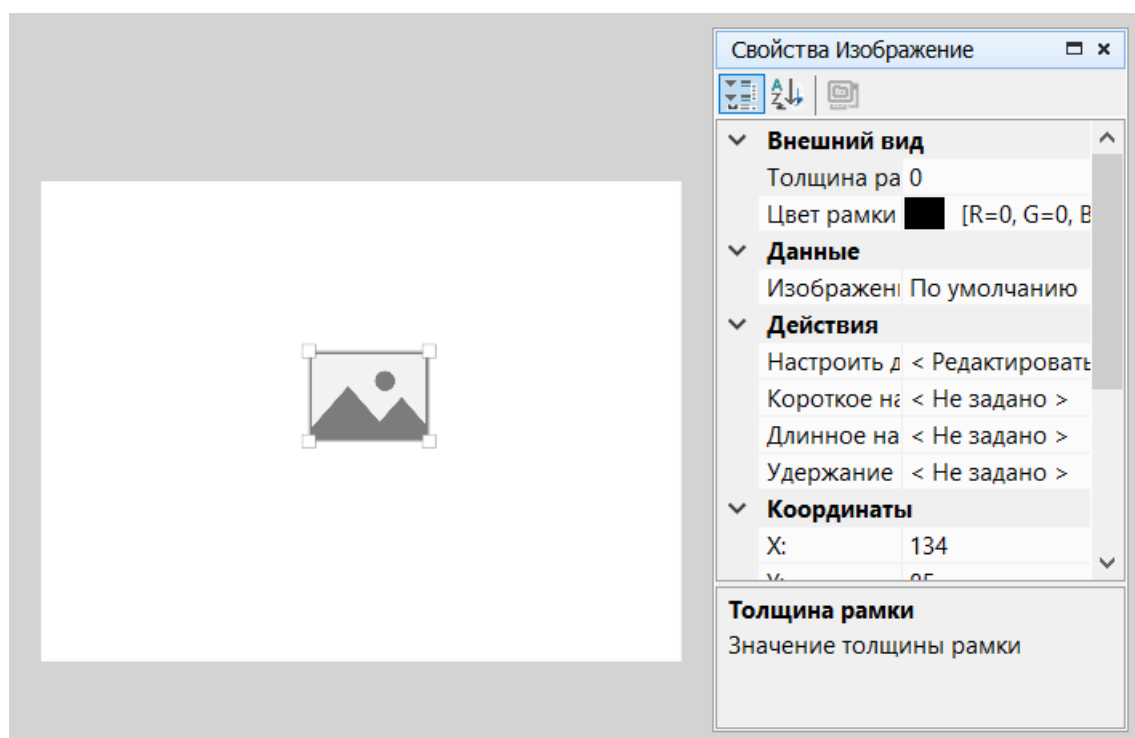 Свойства Изображение
Внешний вид
Толщина ра 0
Цвет рамки [R=0, G=0, B
Данные
Изображени По умолчанию
Действия
Настроить д < Редактировать
Короткое на < Не задано >
Длинное на < Не задано >
Удержание < Не задано >
Координаты
X: 134
Толщина рамки
Значение толщины рамки